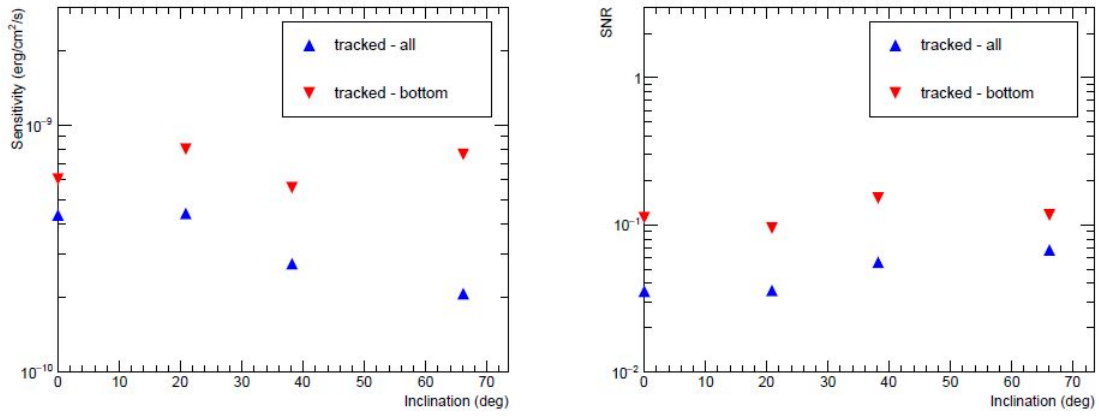 Sensitivity (erg/cm²/s)
tracked - all
tracked - bottom
10⁻⁹
10⁻¹⁰
0 10 20 30 40 50 60 70
Inclination (deg)
SNR
tracked - all
tracked - bottom
1
10⁻¹
10⁻²
0 10 20 30 40 50 60 70
Inclination (deg)